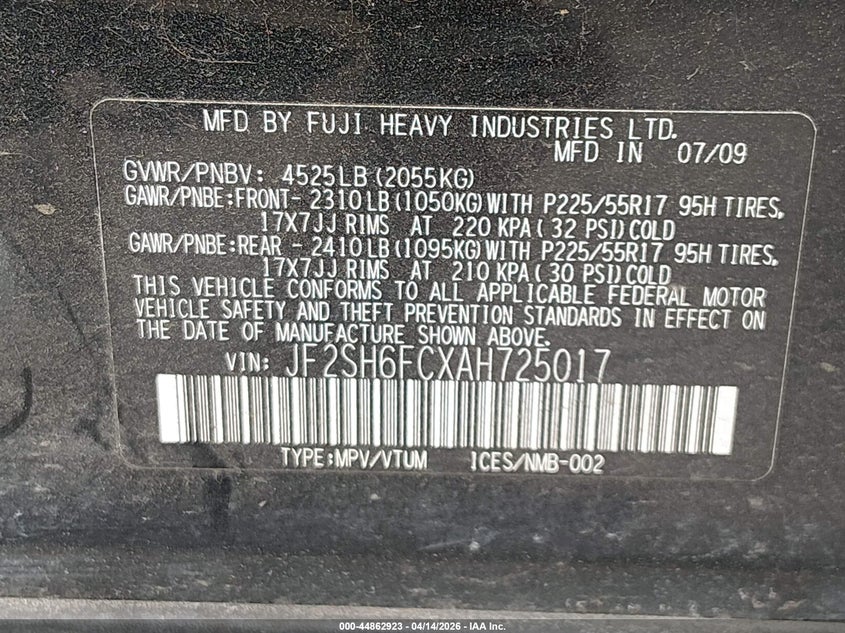 MFD BY FUJI HEAVY INDUSTRIES LTD.
MFD IN 07/09
GVWR/PNBV: 4525LB(2055KG)
GAWR/PNBE:FRONT- 2310LB(1050KG)WITH P225/55R17 95H TIRES,
17X7JJ RIMS AT 220 KPA( 32 PSI)COLD
GAWR/PNBE:REAR - 2410LB(1095KG)WITH P225/55R17 95H TIRES,
17X7JJ RIMS AT 210 KPA( 30 PSI)COLD
THIS VEHICLE CONFORMS TO ALL APPLICABLE FEDERAL MOTOR
VEHICLE SAFETY AND THEFT PREVENTION STANDARDS IN EFFECT ON
THE DATE OF MANUFACTURE SHOWN ABOVE.
VIN: JF2SH6FCXAH725017
TYPE:MPV/VTUM ICES/NMB-002
000-44862923 - 04/14/2026 - IAA Inc.